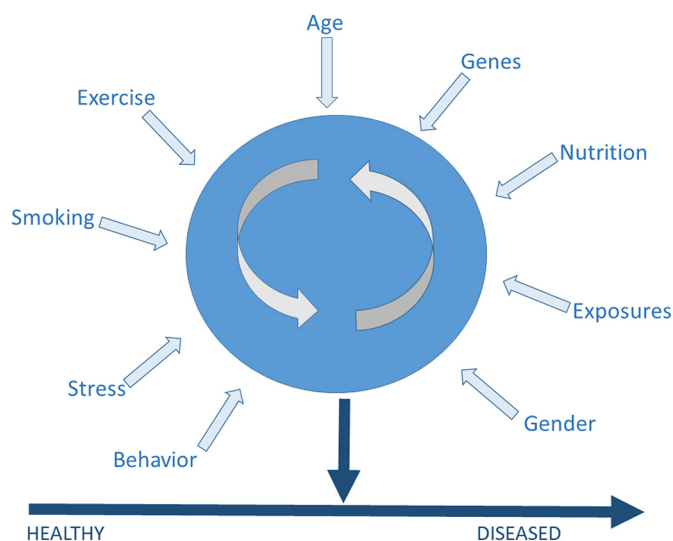 Age
Genes
Exercise
Nutrition
Smoking
Exposures
Stress
Gender
Behavior
HEALTHY
DISEASED